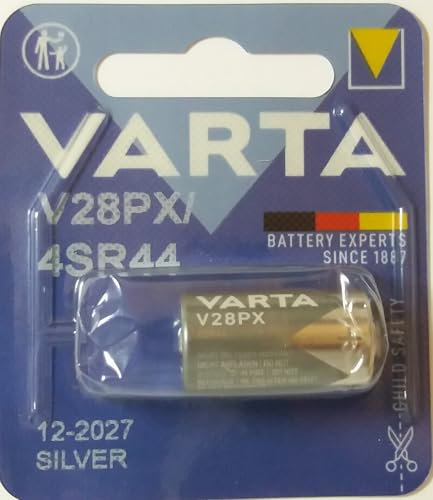 VARTA
V28PX/
4SR44
BATTERY EXPERTS
SINCE 1887
VARTA
V28PX
CHILD SAFETY
12-2027
SILVER